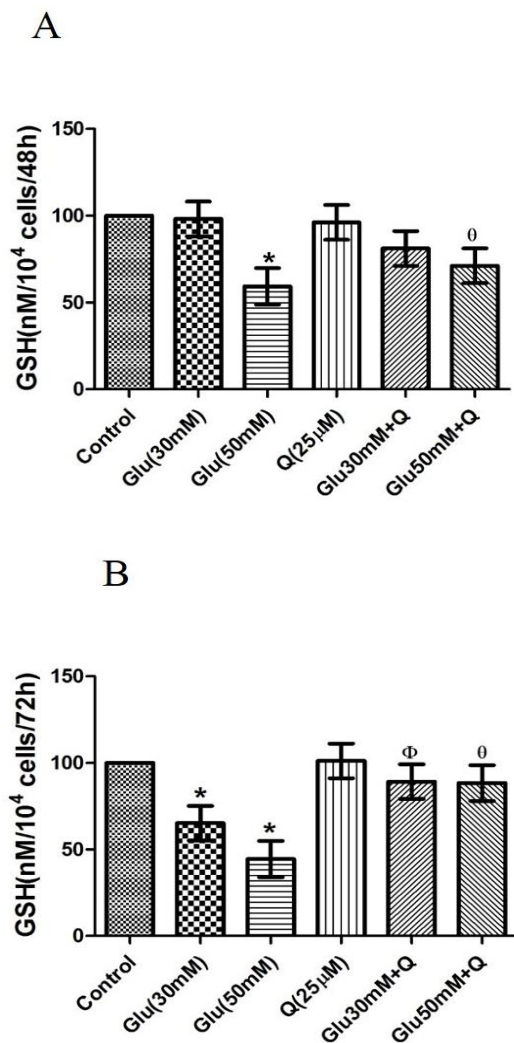 A
GSH(nM/10⁴ cells/48h)
150
100
50
0
*
θ
Control
Glu(30mM)
Glu(50mM)
Q(25µM)
Glu30mM+Q
Glu50mM+Q
B
GSH(nM/10⁴ cells/72h)
150
100
50
0
*
*
Φ
θ
Control
Glu(30mM)
Glu(50mM)
Q(25µM)
Glu30mM+Q
Glu50mM+Q